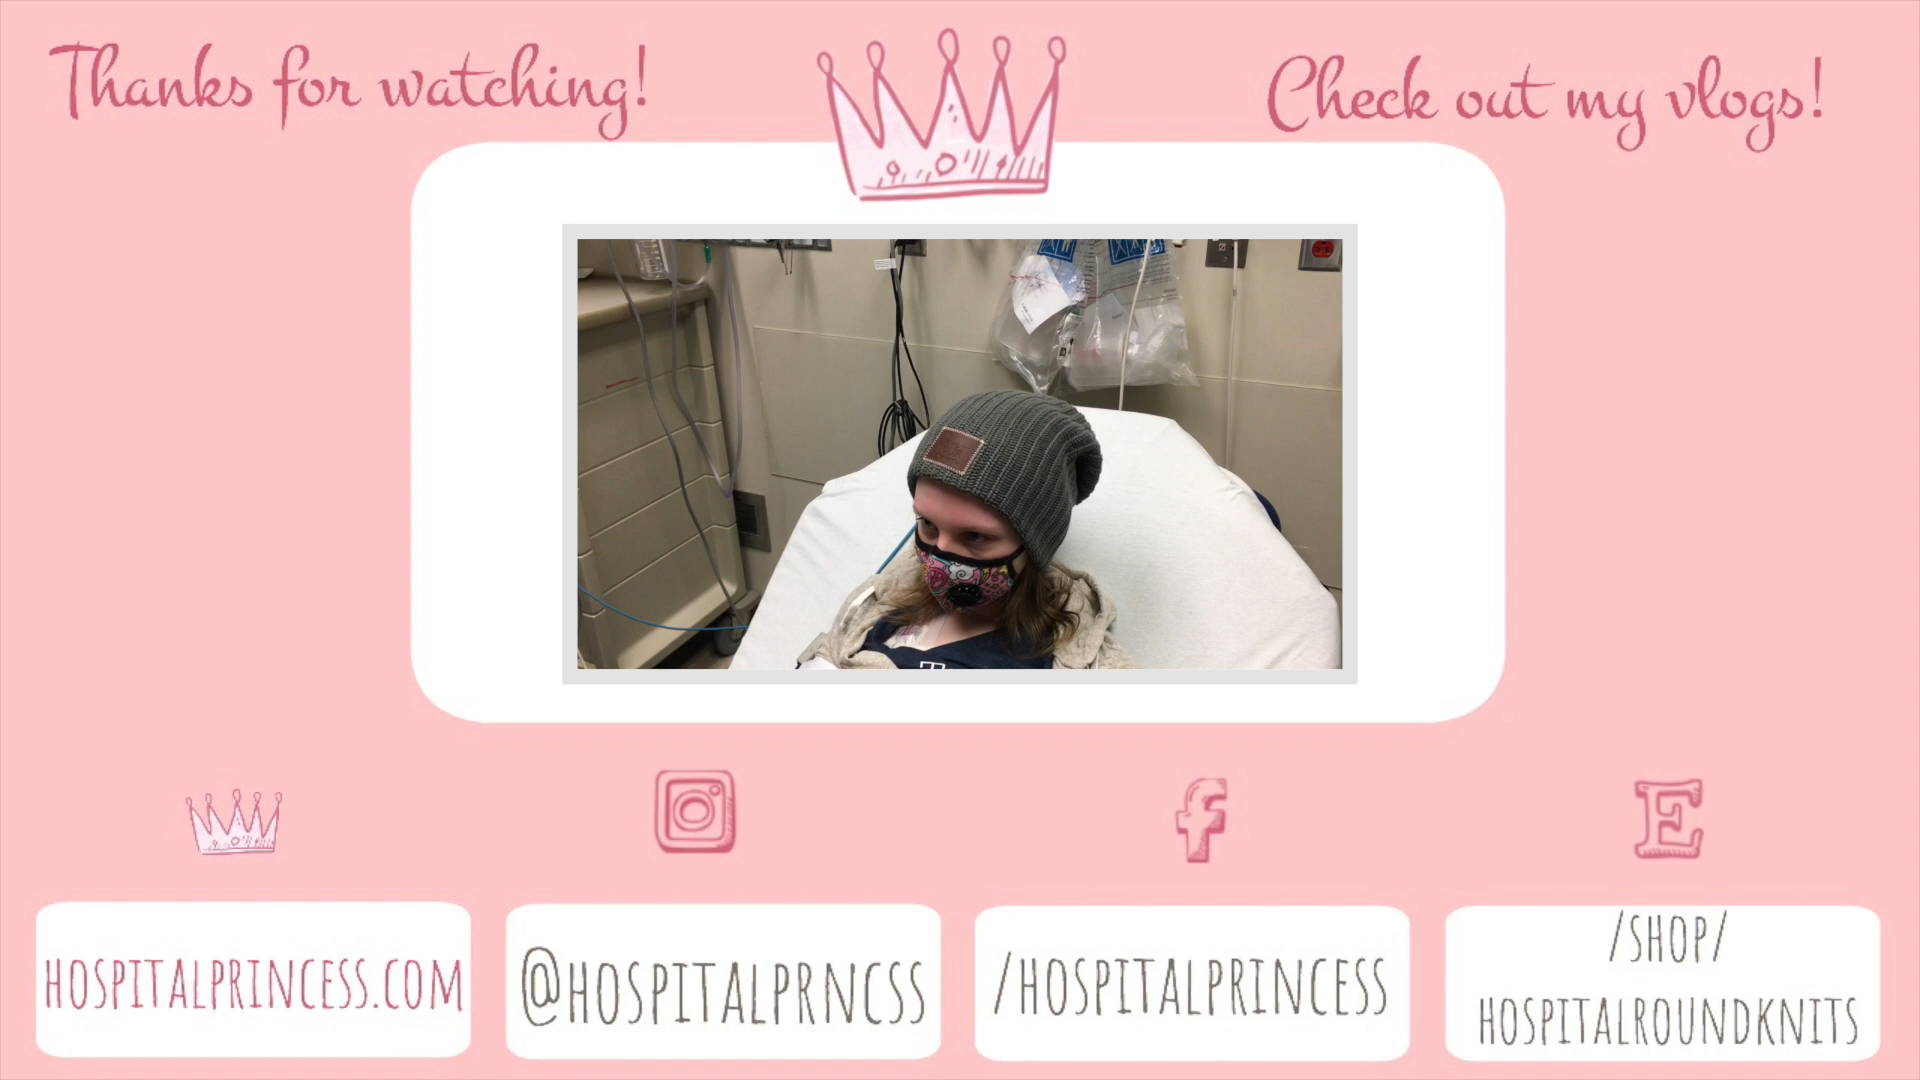 Thanks for watching!
Check out my vlogs!
HOSPITALPRINCESS.COM
@HOSPITALPRNCSS
/HOSPITALPRINCESS
/SHOP/
HOSPITALROUNDKNITS